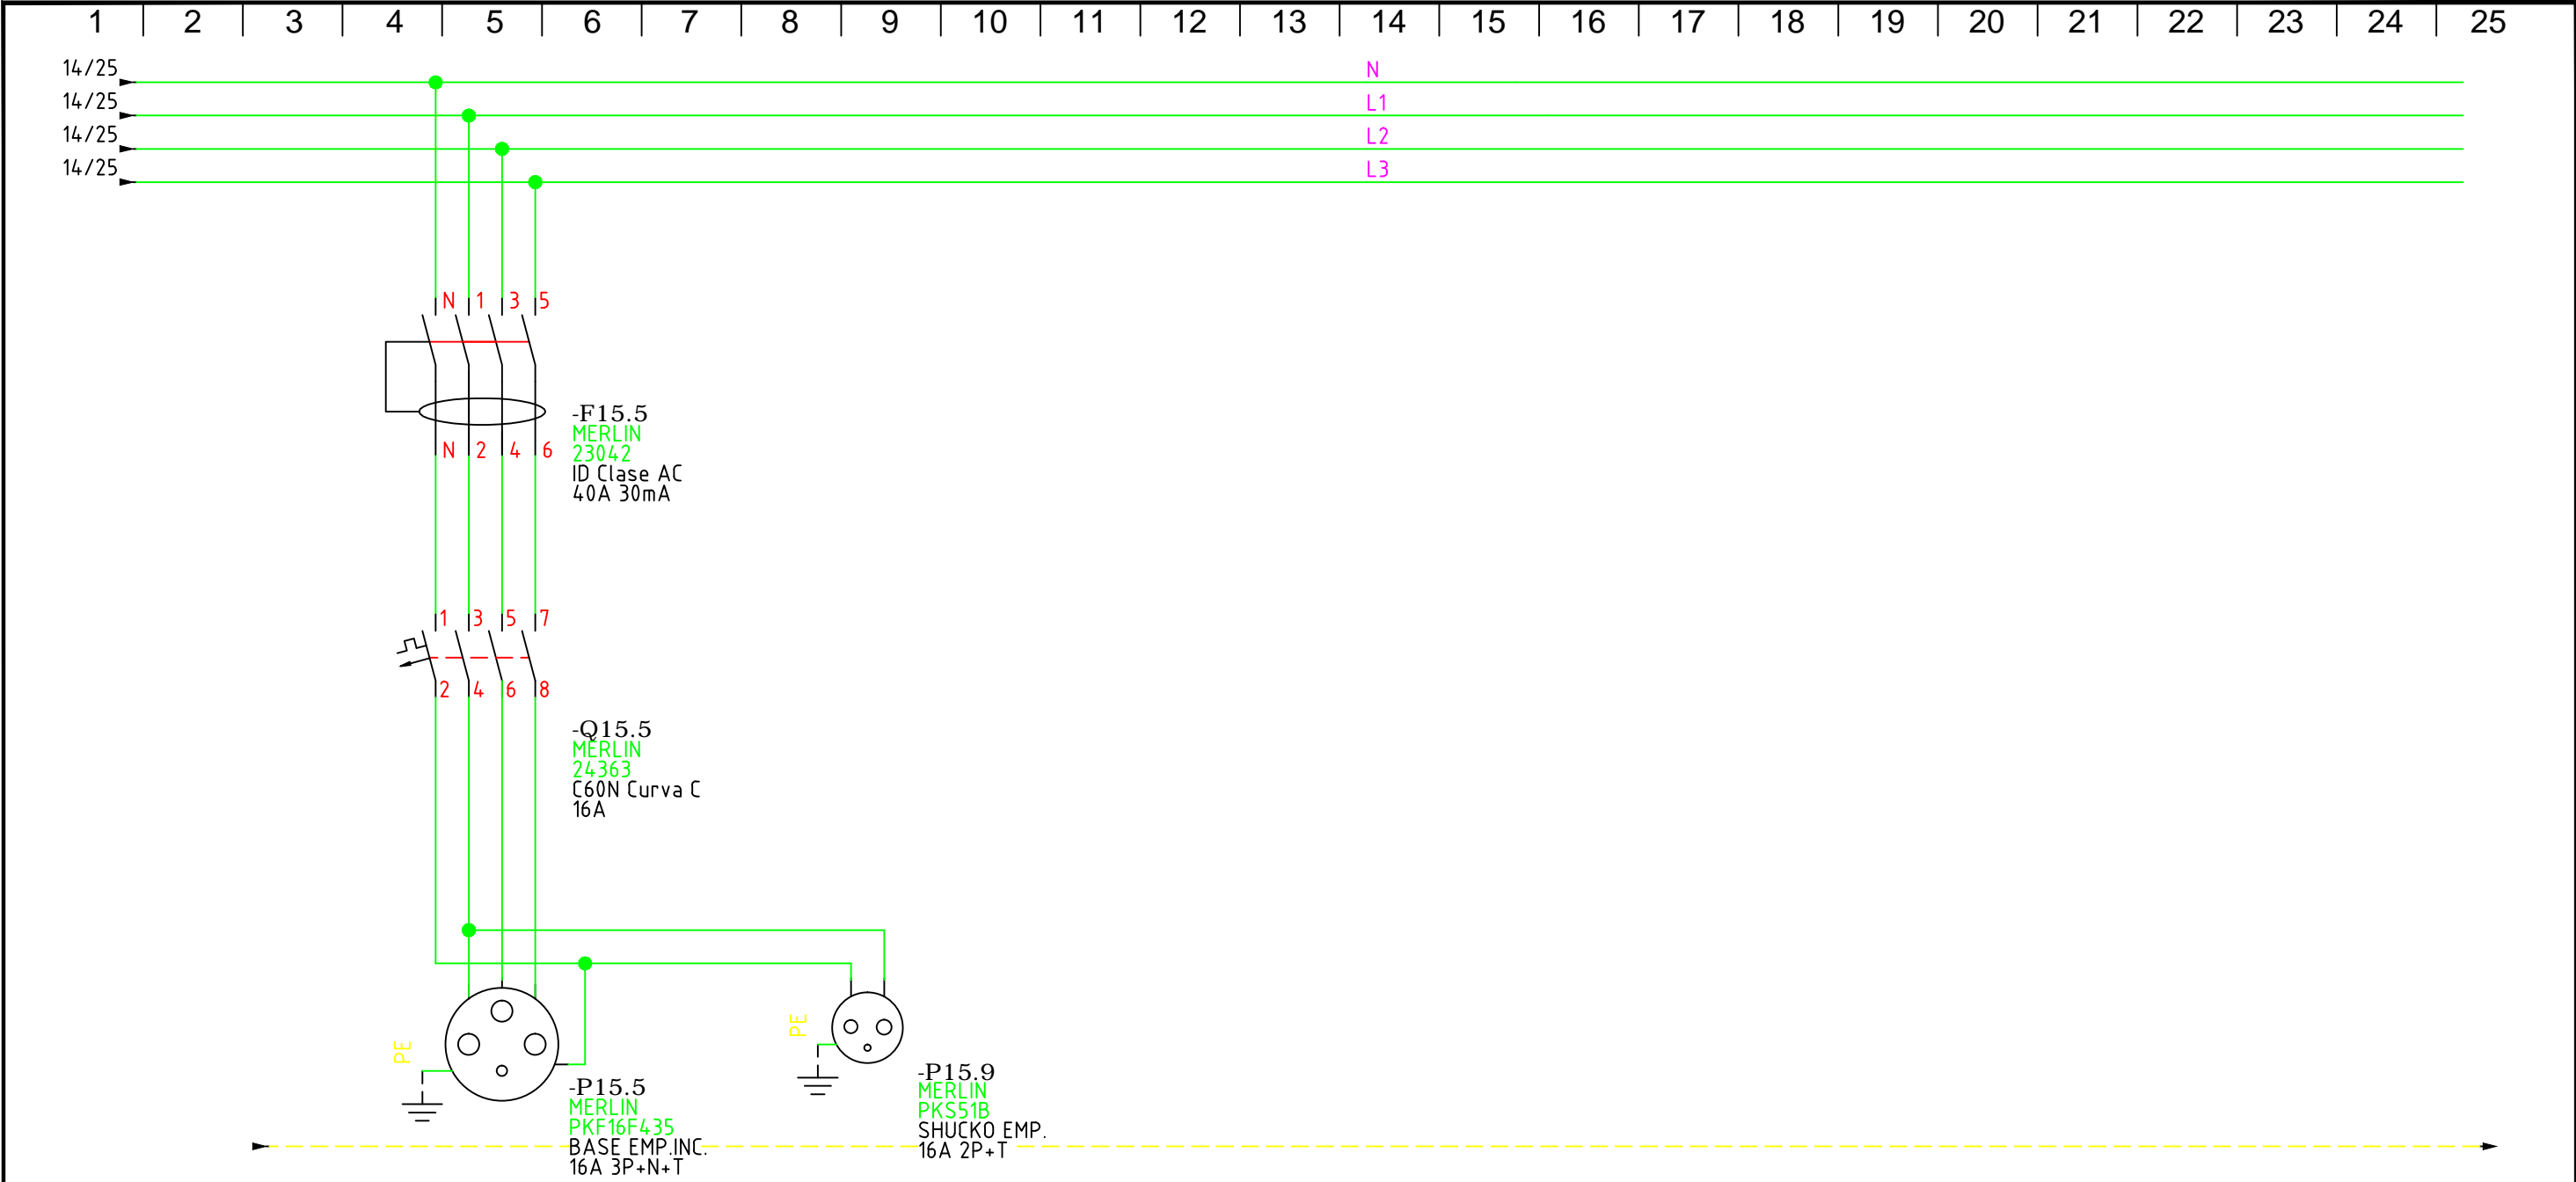 1 2 3 4 5 6 7 8 9 10 11 12 13 14 15 16 17 18 19 20 21 22 23 24 25
14/25 N
14/25 L1
14/25 L2
14/25 L3
N 1 3 5
-F15.5
MERLIN
N 2 4 6
23042
ID Clase AC
40A 30mA
1 3 5 7
2 4 6 8
-Q15.5
MERLIN
24363
C60N Curva C
16A
PE
PE
-P15.5
MERLIN
PKF16F435
BASE EMP.INC.
16A 3P+N+T
-P15.9
MERLIN
PKS51B
SHUCKO EMP.
16A 2P+T